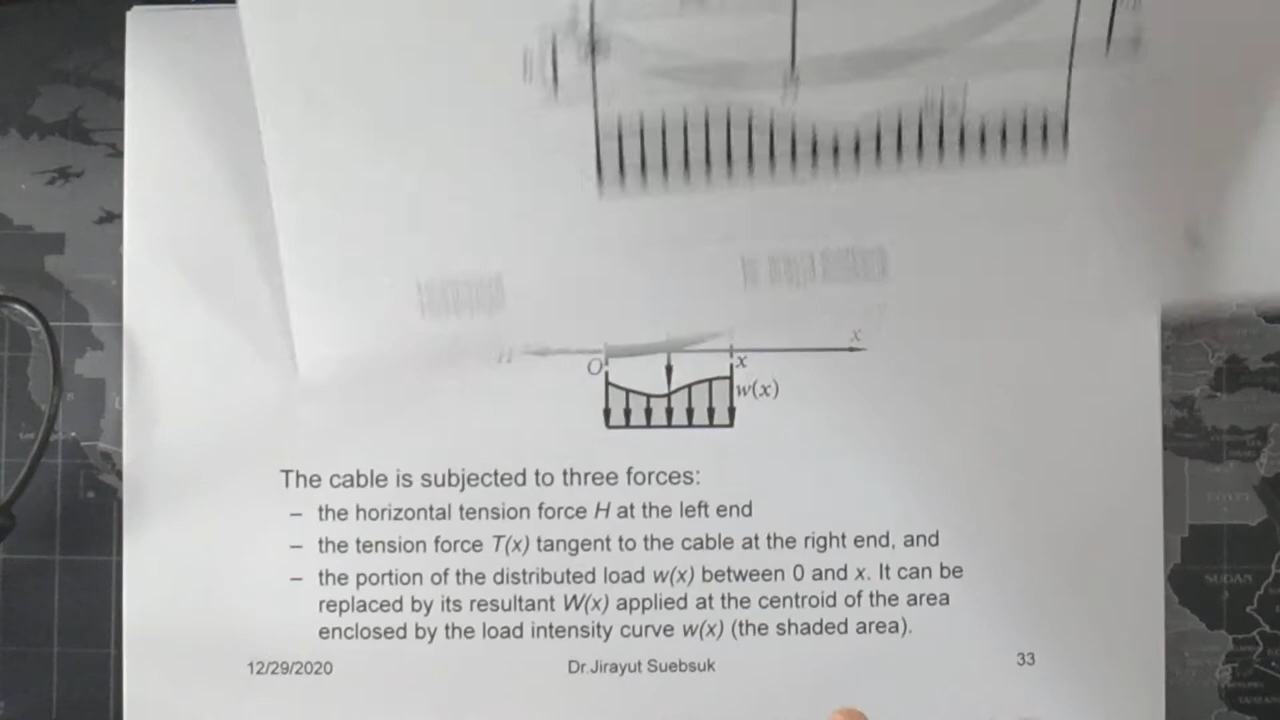 x
O
x
w(x)
The cable is subjected to three forces:
– the horizontal tension force H at the left end
– the tension force T(x) tangent to the cable at the right end, and
– the portion of the distributed load w(x) between 0 and x. It can be
replaced by its resultant W(x) applied at the centroid of the area
enclosed by the load intensity curve w(x) (the shaded area).
12/29/2020
Dr.Jirayut Suebsuk
33
EGYPT
SUDAN